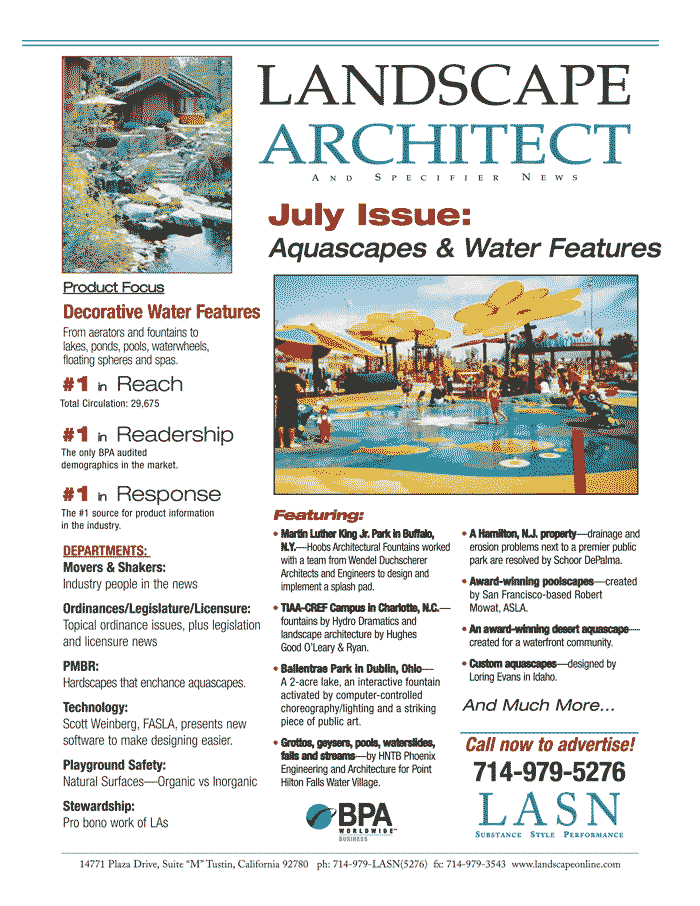 LANDSCAPE
ARCHITECT
AND SPECIFIER NEWS
July Issue:
Aquascapes & Water Features
Product Focus
Decorative Water Features
From aerators and fountains to
lakes, ponds, pools, waterwheels,
floating spheres and spas.
#1 in Reach
Total Circulation: 29,675
#1 in Readership
The only BPA audited
demographics in the market.
#1 in Response
The #1 source for product information
in the industry.
DEPARTMENTS:
Movers & Shakers:
Industry people in the news
Ordinances/Legislature/Licensure:
Topical ordinance issues, plus legislation
and licensure news
PMBR:
Hardscapes that enchance aquascapes.
Technology:
Scott Weinberg, FASLA, presents new
software to make designing easier.
Playground Safety:
Natural Surfaces—Organic vs Inorganic
Stewardship:
Pro bono work of LAs
Featuring:
• Martin Luther King Jr. Park in Buffalo,
N.Y.—Hoobs Architectural Fountains worked
with a team from Wendel Duchscherer
Architects and Engineers to design and
implement a splash pad.
• TIAA-CREF Campus in Charlotte, N.C.—
fountains by Hydro Dramatics and
landscape architecture by Hughes
Good O'Leary & Ryan.
• Ballentrae Park in Dublin, Ohio—
A 2-acre lake, an interactive fountain
activated by computer-controlled
choreography/lighting and a striking
piece of public art.
• Grottos, geysers, pools, waterslides,
falls and streams—by HNTB Phoenix
Engineering and Architecture for Point
Hilton Falls Water Village.
• A Hamilton, N.J. property—drainage and
erosion problems next to a premier public
park are resolved by Schoor DePalma.
• Award-winning poolscapes—created
by San Francisco-based Robert
Mowat, ASLA.
• An award-winning desert aquascape—
created for a waterfront community.
• Custom aquascapes—designed by
Loring Evans in Idaho.
And Much More...
BPA
WORLDWIDE™
BUSINESS
Call now to advertise!
714-979-5276
LASN
SUBSTANCE STYLE PERFORMANCE
14771 Plaza Drive, Suite "M" Tustin, California 92780 ph: 714-979-LASN(5276) fx: 714-979-3543 www.landscapeonline.com